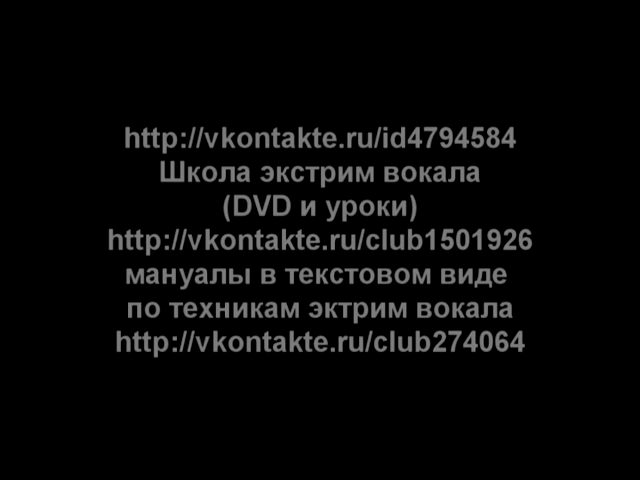 http://vkontakte.ru/id4794584
Школа экстрим вокала
(DVD и уроки)
http://vkontakte.ru/club1501926
мануалы в текстовом виде
по техникам эктрим вокала
http://vkontakte.ru/club274064